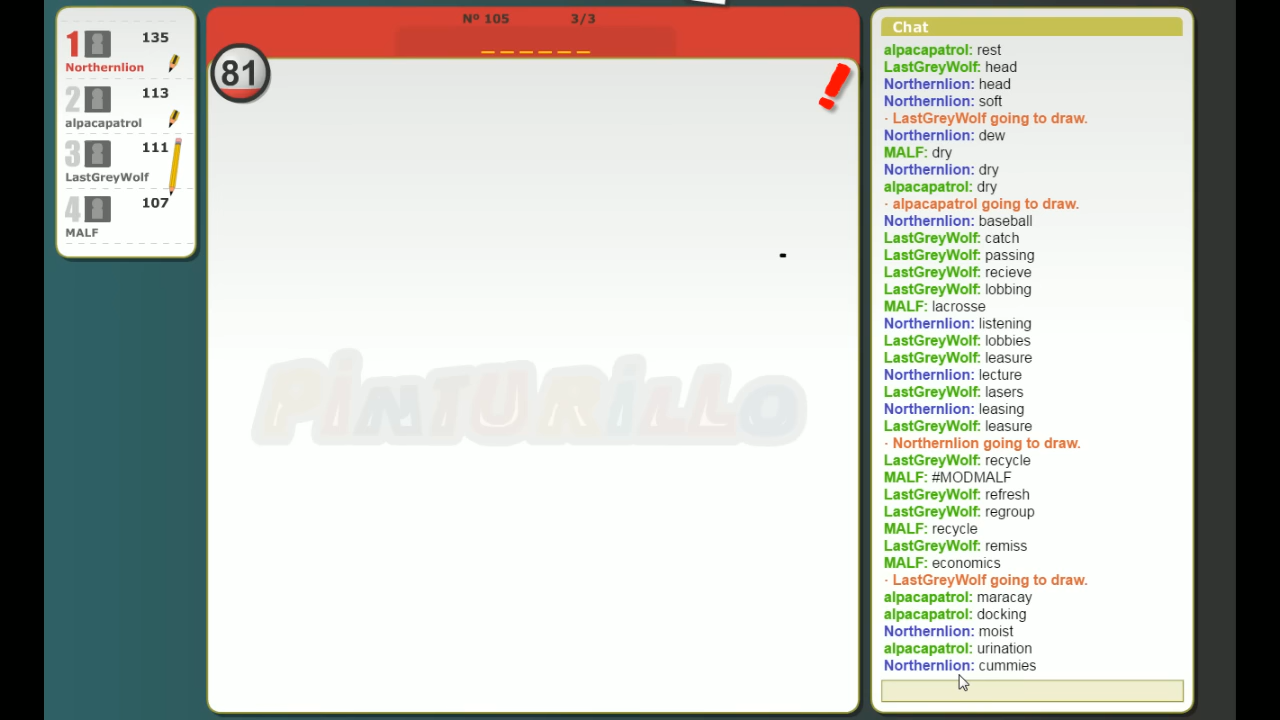 Nº 105 3/3
_ _ _ _ _ _
81
1 135
Northernlion
2 113
alpacapatrol
3 111
LastGreyWolf
4 107
MALF
PINTURILLO
Chat
alpacapatrol: rest
LastGreyWolf: head
Northernlion: head
Northernlion: soft
· LastGreyWolf going to draw.
Northernlion: dew
MALF: dry
Northernlion: dry
alpacapatrol: dry
· alpacapatrol going to draw.
Northernlion: baseball
LastGreyWolf: catch
LastGreyWolf: passing
LastGreyWolf: recieve
LastGreyWolf: lobbing
MALF: lacrosse
Northernlion: listening
LastGreyWolf: lobbies
LastGreyWolf: leasure
Northernlion: lecture
LastGreyWolf: lasers
Northernlion: leasing
LastGreyWolf: leasure
· Northernlion going to draw.
LastGreyWolf: recycle
MALF: #MODMALF
LastGreyWolf: refresh
LastGreyWolf: regroup
MALF: recycle
LastGreyWolf: remiss
MALF: economics
· LastGreyWolf going to draw.
alpacapatrol: maracay
alpacapatrol: docking
Northernlion: moist
alpacapatrol: urination
Northernlion: cummies